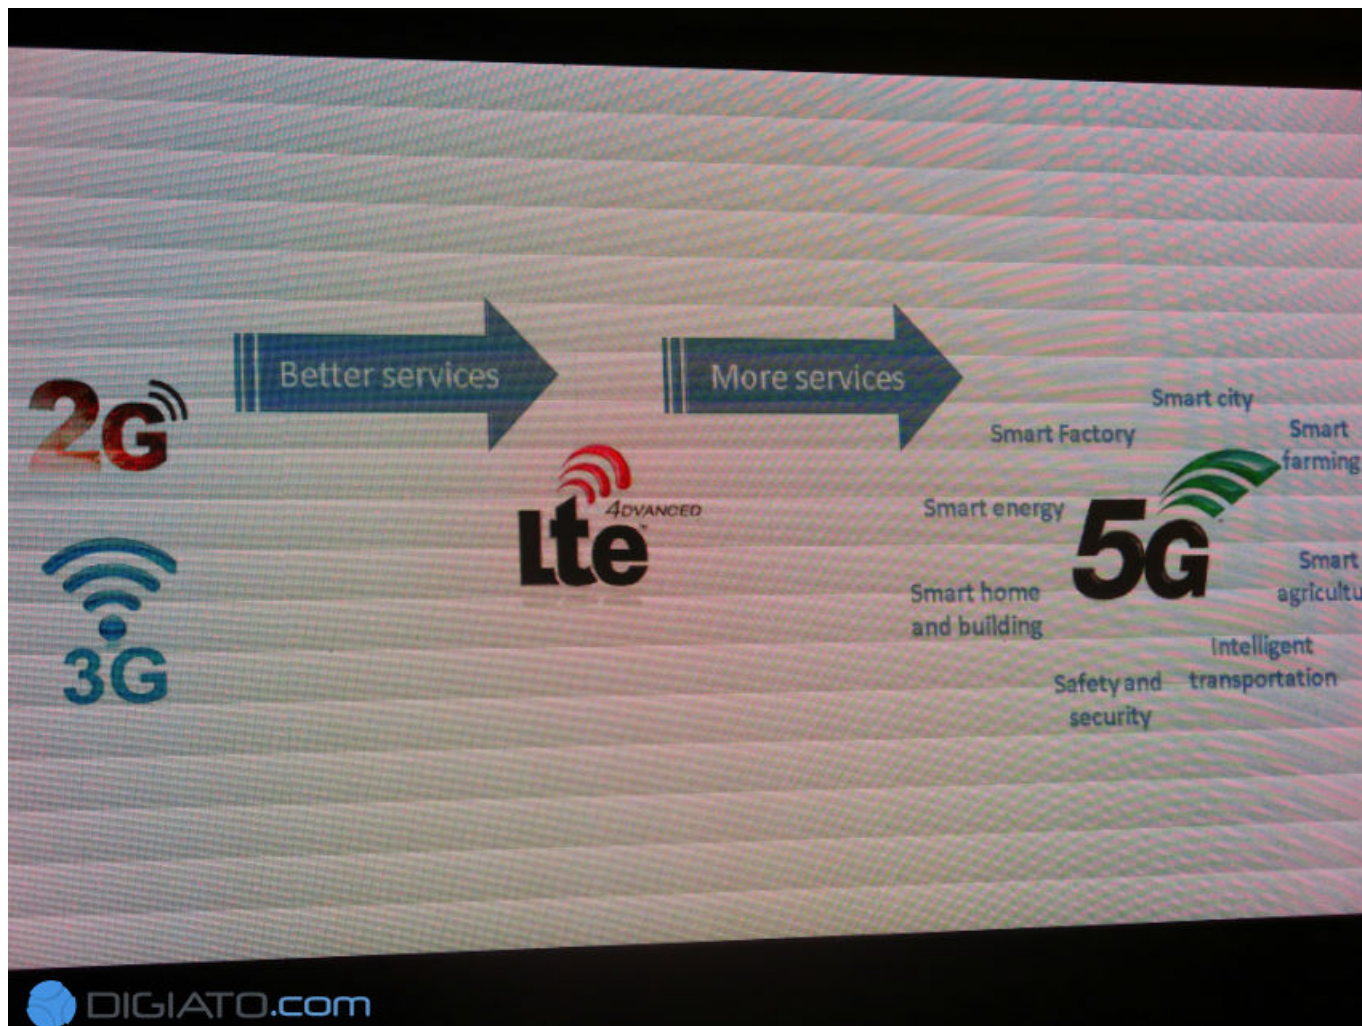 2G
3G
Better services
Lte
4DVANCED
™
More services
5G
Smart city
Smart Factory
Smart
farming
Smart energy
Smart
Smart home
and building
Intelligent
transportation
Safety and
security
DIGIATO.com